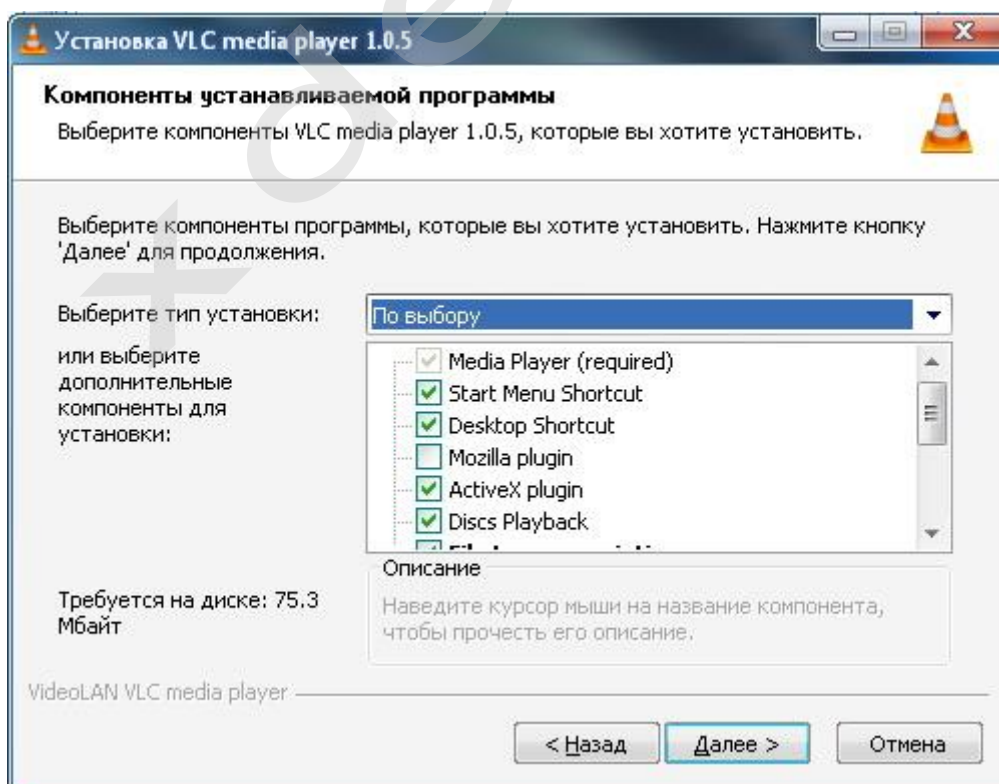 Установка VLC media player 1.0.5
Компоненты устанавливаемой программы
Выберите компоненты VLC media player 1.0.5, которые вы хотите установить.
Выберите компоненты программы, которые вы хотите установить. Нажмите кнопку
'Далее' для продолжения.
Выберите тип установки:
По выбору
или выберите
дополнительные
компоненты для
установки:
Media Player (required)
Start Menu Shortcut
Desktop Shortcut
Mozilla plugin
ActiveX plugin
Discs Playback
Требуется на диске: 75.3
Мбайт
Описание
Наведите курсор мыши на название компонента,
чтобы прочесть его описание.
VideoLAN VLC media player
< Назад
Далее >
Отмена